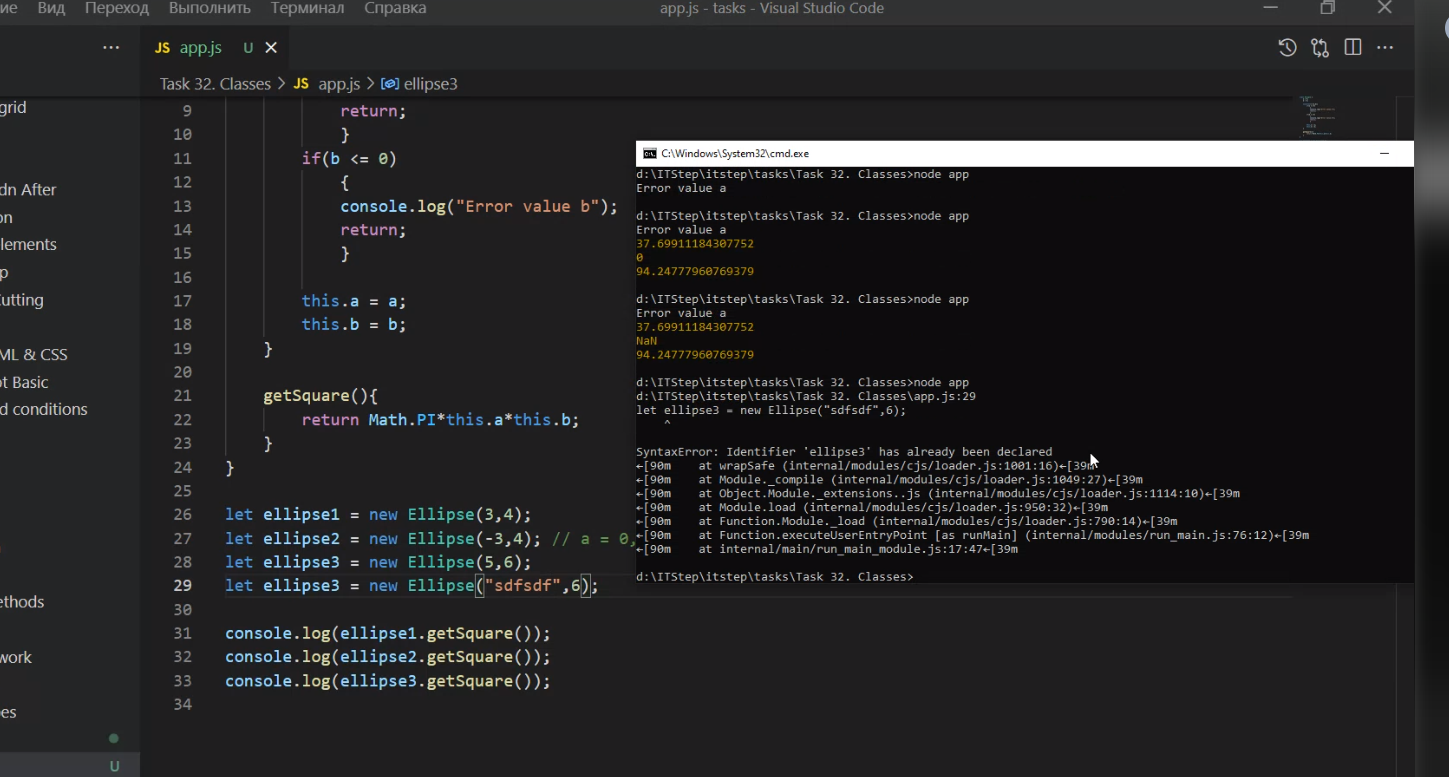 ие Вид Переход Выполнить Терминал Справка app.js - tasks - Visual Studio Code
JS app.js U
Task 32. Classes > JS app.js > ellipse3
grid
dn After
on
lements
p
utting
ML & CSS
ot Basic
d conditions
ethods
work
es
U
9 return;
10 }
11 if(b <= 0)
12 {
13 console.log("Error value b");
14 return;
15 }
16
17 this.a = a;
18 this.b = b;
19 }
20
21 getSquare(){
22 return Math.PI*this.a*this.b;
23 }
24 }
25
26 let ellipse1 = new Ellipse(3,4);
27 let ellipse2 = new Ellipse(-3,4); // a = 0,
28 let ellipse3 = new Ellipse(5,6);
29 let ellipse3 = new Ellipse("sdfsdf",6);
30
31 console.log(ellipse1.getSquare());
32 console.log(ellipse2.getSquare());
33 console.log(ellipse3.getSquare());
34
C:\Windows\System32\cmd.exe
d:\ITStep\itstep\tasks\Task 32. Classes>node app
Error value a
d:\ITStep\itstep\tasks\Task 32. Classes>node app
Error value a
37.69911184307752
0
94.24777960769379
d:\ITStep\itstep\tasks\Task 32. Classes>node app
Error value a
37.69911184307752
NaN
94.24777960769379
d:\ITStep\itstep\tasks\Task 32. Classes>node app
d:\ITStep\itstep\tasks\Task 32. Classes\app.js:29
let ellipse3 = new Ellipse("sdfsdf",6);
^
SyntaxError: Identifier 'ellipse3' has already been declared
←[90m at wrapSafe (internal/modules/cjs/loader.js:1001:16)←[39m
←[90m at Module._compile (internal/modules/cjs/loader.js:1049:27)←[39m
←[90m at Object.Module._extensions..js (internal/modules/cjs/loader.js:1114:10)←[39m
←[90m at Module.load (internal/modules/cjs/loader.js:950:32)←[39m
←[90m at Function.Module._load (internal/modules/cjs/loader.js:790:14)←[39m
←[90m at Function.executeUserEntryPoint [as runMain] (internal/modules/run_main.js:76:12)←[39m
←[90m at internal/main/run_main_module.js:17:47←[39m
d:\ITStep\itstep\tasks\Task 32. Classes>